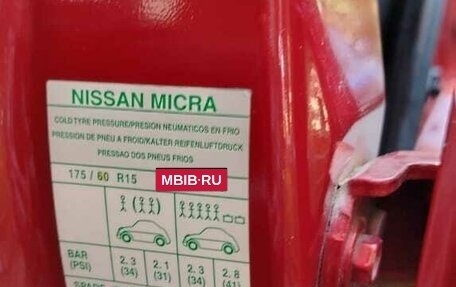 NISSAN MICRA
COLD TYRE PRESSURE/PRESION NEUMATICOS EN FRIO
PRESSION DE PNEU A FROID/KALTER REIFENLUFTDRUCK
PRESSAO DOS PNEUS FRIOS
175 / 60 R15
MBIB·RU
BAR 2. 3 2. 1 2. 3 2. 8
(PSI) (34) (31) (34) (41)